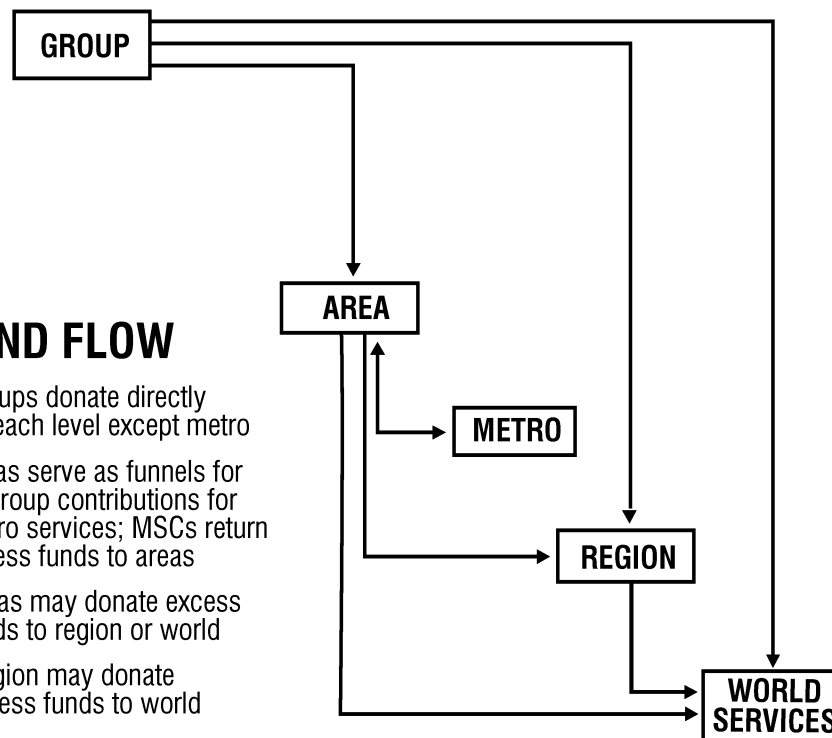 GROUP
AREA
ND FLOW
ups donate directly
each level except metro
METRO
as serve as funnels for
roup contributions for
ro services; MSCs return
ess funds to areas
REGION
as may donate excess
ds to region or world
gion may donate
ess funds to world
WORLD
SERVICES